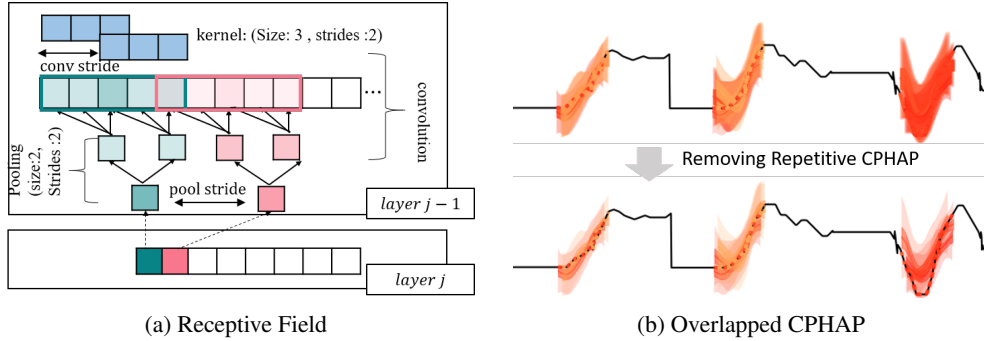 kernel: (Size: 3 , strides :2)
conv stride
...
convolution
Pooling
(size:2,
Strides :2)
pool stride
layer j − 1
layer j
(a) Receptive Field
Removing Repetitive CPHAP
(b) Overlapped CPHAP